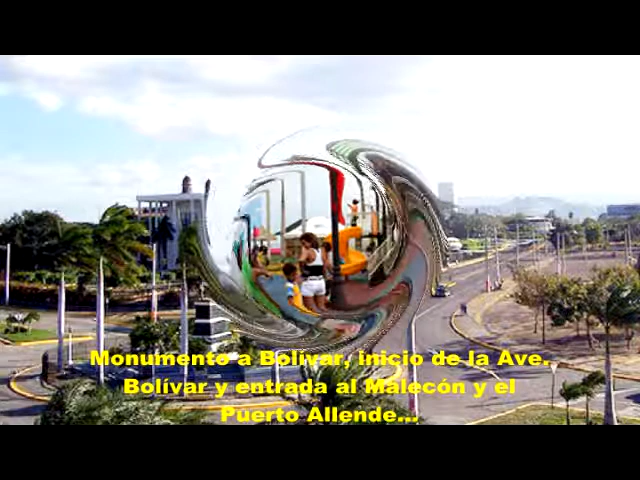 Monumento a Bolívar, inicio de la Ave.
Bolívar y entrada al Malecón y el
Puerto Allende...